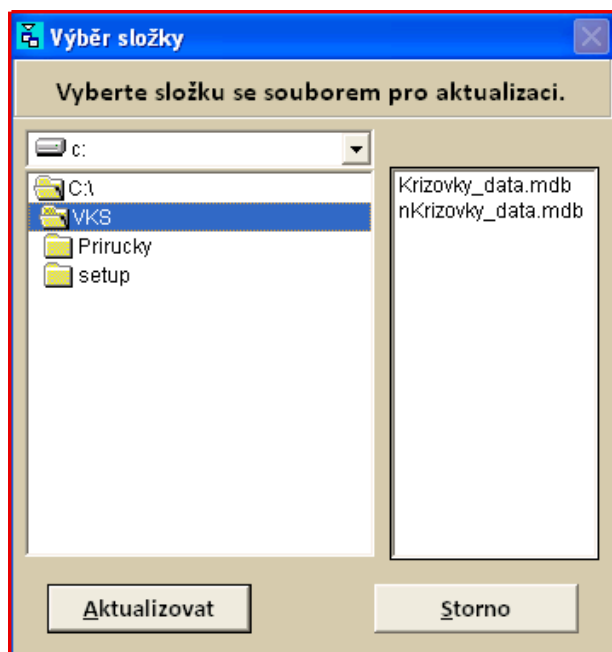 Výběr složky
Vyberte složku se souborem pro aktualizaci.
c:
C:\
VKS
Prirucky
setup
Krizovky_data.mdb
nKrizovky_data.mdb
Aktualizovat
Storno